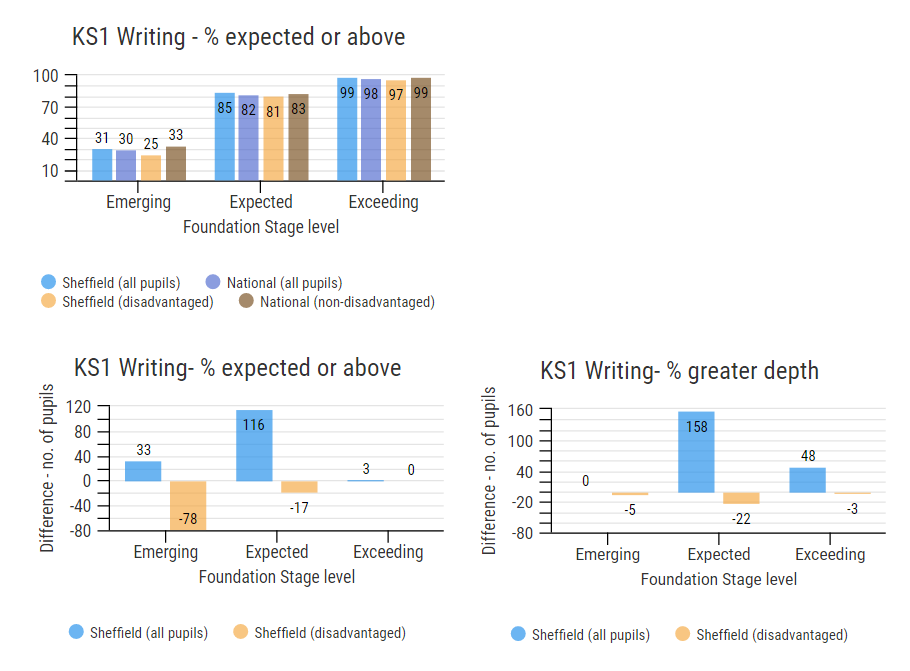 KS1 Writing - % expected or above
100
70
40
10
31 30 25 33
85 82 81 83
99 98 97 99
Emerging Expected Exceeding
Foundation Stage level
Sheffield (all pupils) National (all pupils)
Sheffield (disadvantaged) National (non-disadvantaged)
KS1 Writing- % expected or above
Difference - no. of pupils
120
80
40
0
-40
-80
33 -78
116 -17
3 0
Emerging Expected Exceeding
Foundation Stage level
Sheffield (all pupils) Sheffield (disadvantaged)
KS1 Writing- % greater depth
Difference - no. of pupils
160
100
40
-20
-80
0 -5
158 -22
48 -3
Emerging Expected Exceeding
Foundation Stage level
Sheffield (all pupils) Sheffield (disadvantaged)